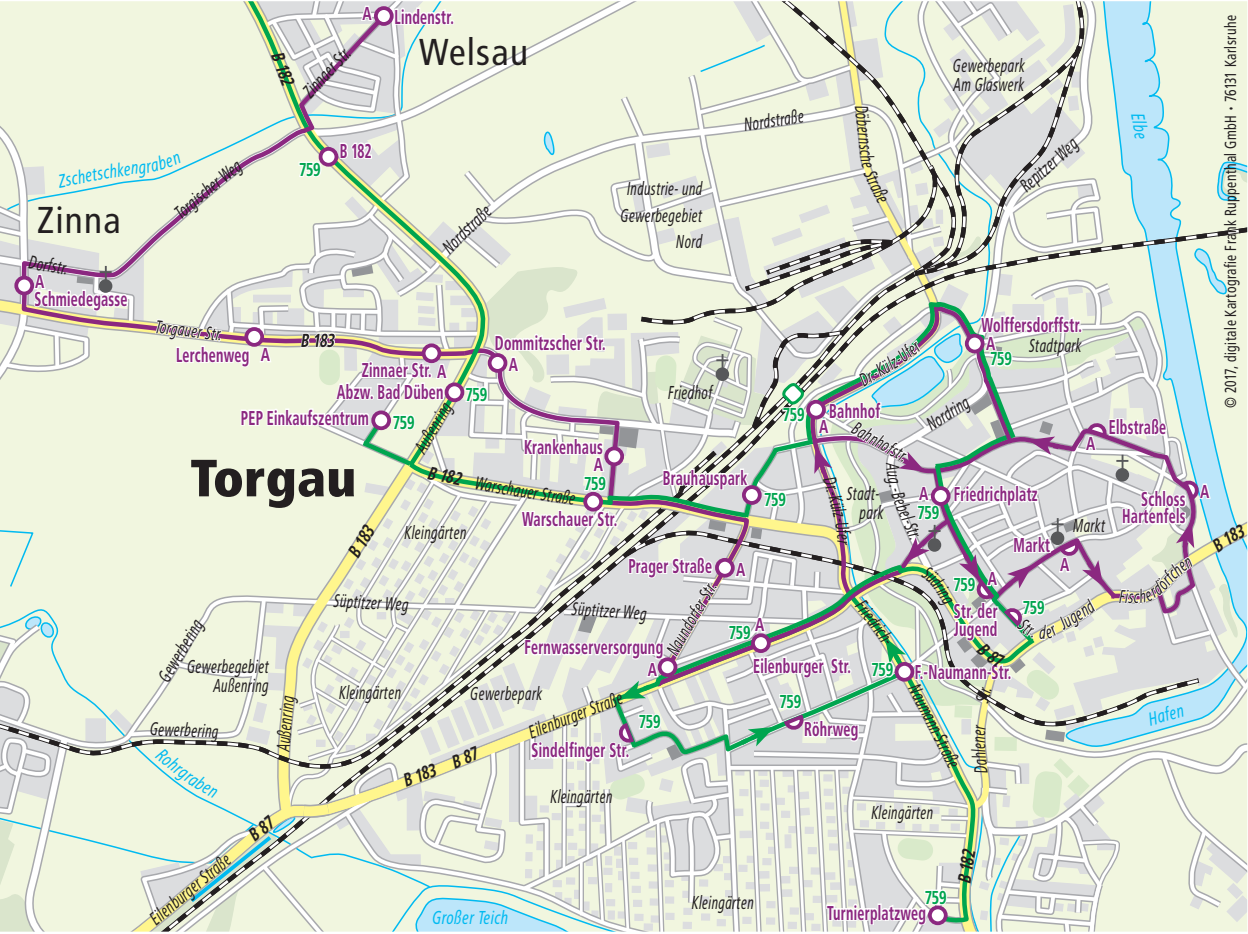 A
Lindenstr.
Welsau
B 182
Zinnaer Str.
B 182
759
Zschetschkengraben
Torgischer Weg
Zinna
Dorfstr.
A
Schmiedegasse
Torgauer Str.
B 183
Lerchenweg
A
Zinnaer Str.
A
Nordstraße
Nordstraße
Industrie- und
Gewerbegebiet
Nord
Döbernsche Straße
Gewerbepark
Am Glaswerk
Repitzer Weg
Elbe
© 2017, digitale Kartografie Frank Ruppenthal GmbH • 76131 Karlsruhe
Dommitzscher Str.
A
Abzw. Bad Düben
759
PEP Einkaufszentrum
759
Außenring
Torgau
B 182
Warschauer Straße
Krankenhaus
A
759
Warschauer Str.
Friedhof
759
Bahnhof
A
Dr.-Külz-Ufer
Wolffersdorffstr.
A
759
Stadtpark
Nordring
Bahnhofstr.
Elbstraße
A
Brauhauspark
759
Stadt-
park
Aug.-Bebel-Str.
Dr.-Külz-Ufer
A
Friedrichplatz
759
Schloss
Hartenfels
A
Markt
Markt
A
B 183
Fischerdörfchen
Kleingärten
B 183
Prager Straße
A
Naundorfer Str.
Süptitzer Weg
Süptitzer Weg
Südring
759
A
Str. der
Jugend
759
Str. der Jugend
B 87
Fernwasserversorgung
A
759
A
Eilenburger Str.
Friedrich-
Naumann-Straße
759
F.-Naumann-Str.
Gewerbering
Gewerbegebiet
Außenring
Kleingärten
Gewerbepark
Eilenburger Straße
759
Sindelfinger Str.
759
Röhrweg
Hafen
Dahlener Str.
Gewerbering
Außenring
Rohrgraben
B 183
B 87
Kleingärten
Kleingärten
B 87
Eilenburger Straße
Großer Teich
Kleingärten
B 182
759
Turnierplatzweg